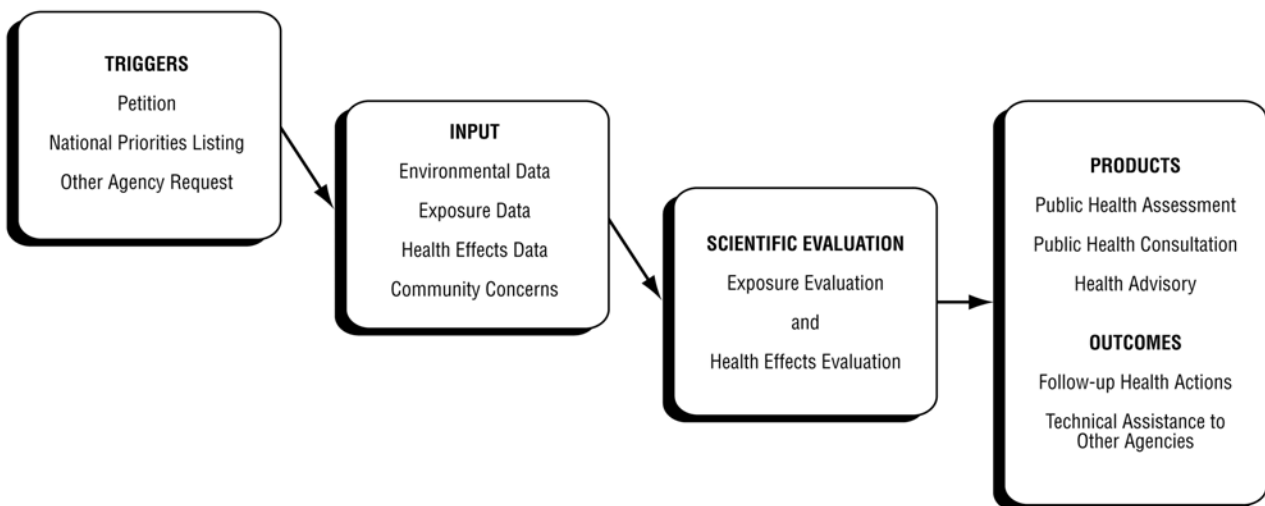 TRIGGERS
Petition
National Priorities Listing
Other Agency Request
INPUT
Environmental Data
Exposure Data
Health Effects Data
Community Concerns
SCIENTIFIC EVALUATION
Exposure Evaluation
and
Health Effects Evaluation
PRODUCTS
Public Health Assessment
Public Health Consultation
Health Advisory
OUTCOMES
Follow-up Health Actions
Technical Assistance to
Other Agencies